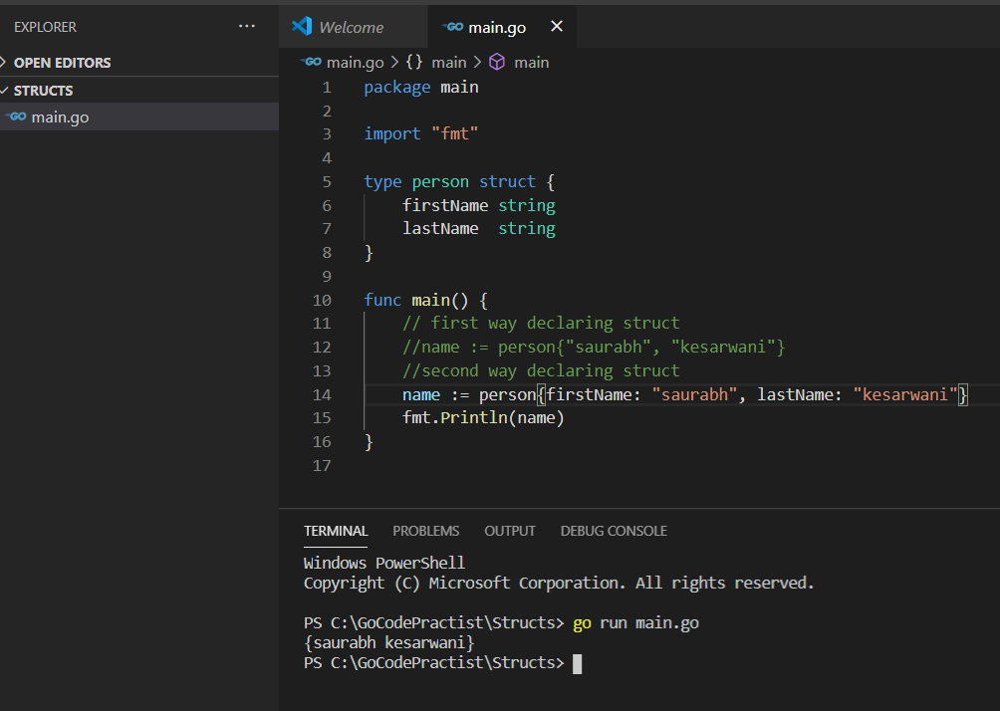 EXPLORER ···
OPEN EDITORS
STRUCTS
GO main.go
Welcome GO main.go
GO main.go > {} main > main
1 package main
2
3 import "fmt"
4
5 type person struct {
6 firstName string
7 lastName  string
8 }
9
10 func main() {
11 // first way declaring struct
12 //name := person{"saurabh", "kesarwani"}
13 //second way declaring struct
14 name := person{firstName: "saurabh", lastName: "kesarwani"}
15 fmt.Println(name)
16 }
17
TERMINAL PROBLEMS OUTPUT DEBUG CONSOLE
Windows PowerShell
Copyright (C) Microsoft Corporation. All rights reserved.
PS C:\GoCodePractist\Structs> go run main.go
{saurabh kesarwani}
PS C:\GoCodePractist\Structs>